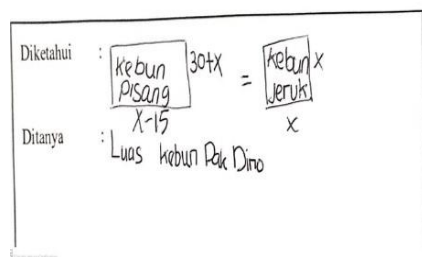 Diketahui : kebun pisang 30+x = kebun jeruk x
x-15 x
Ditanya : Luas kebun Pak Dino